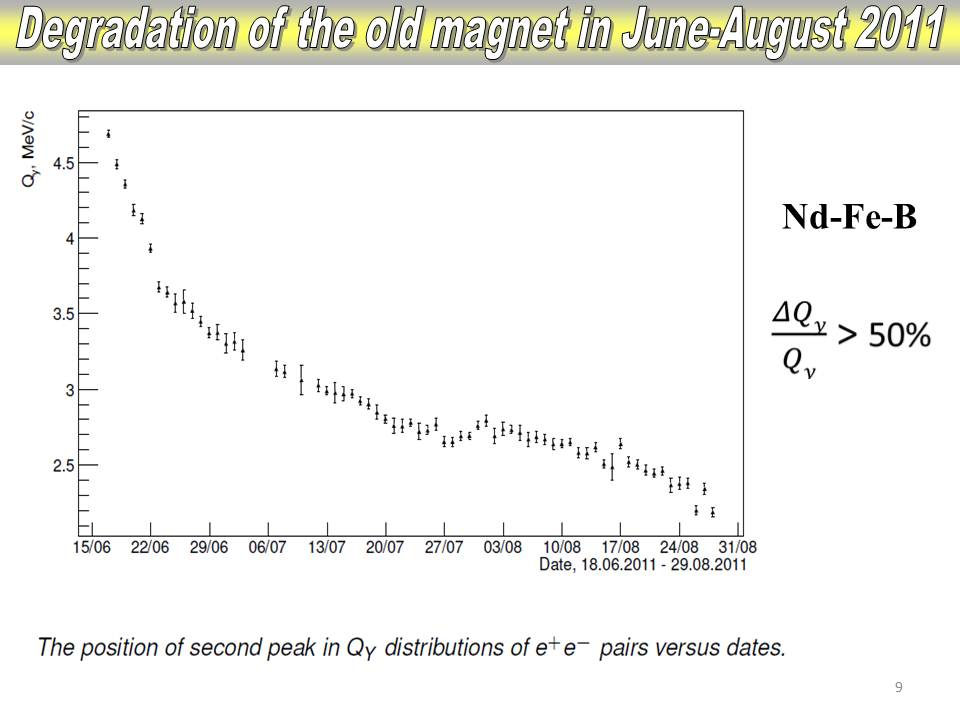 Degradation of the old magnet in June-August 2011
Qy, MeV/c
4.5
4
3.5
3
2.5
15/06 22/06 29/06 06/07 13/07 20/07 27/07 03/08 10/08 17/08 24/08 31/08
Date, 18.06.2011 - 29.08.2011
Nd-Fe-B
ΔQy
Qy
> 50%
The position of second peak in QY distributions of e+e− pairs versus dates.
9